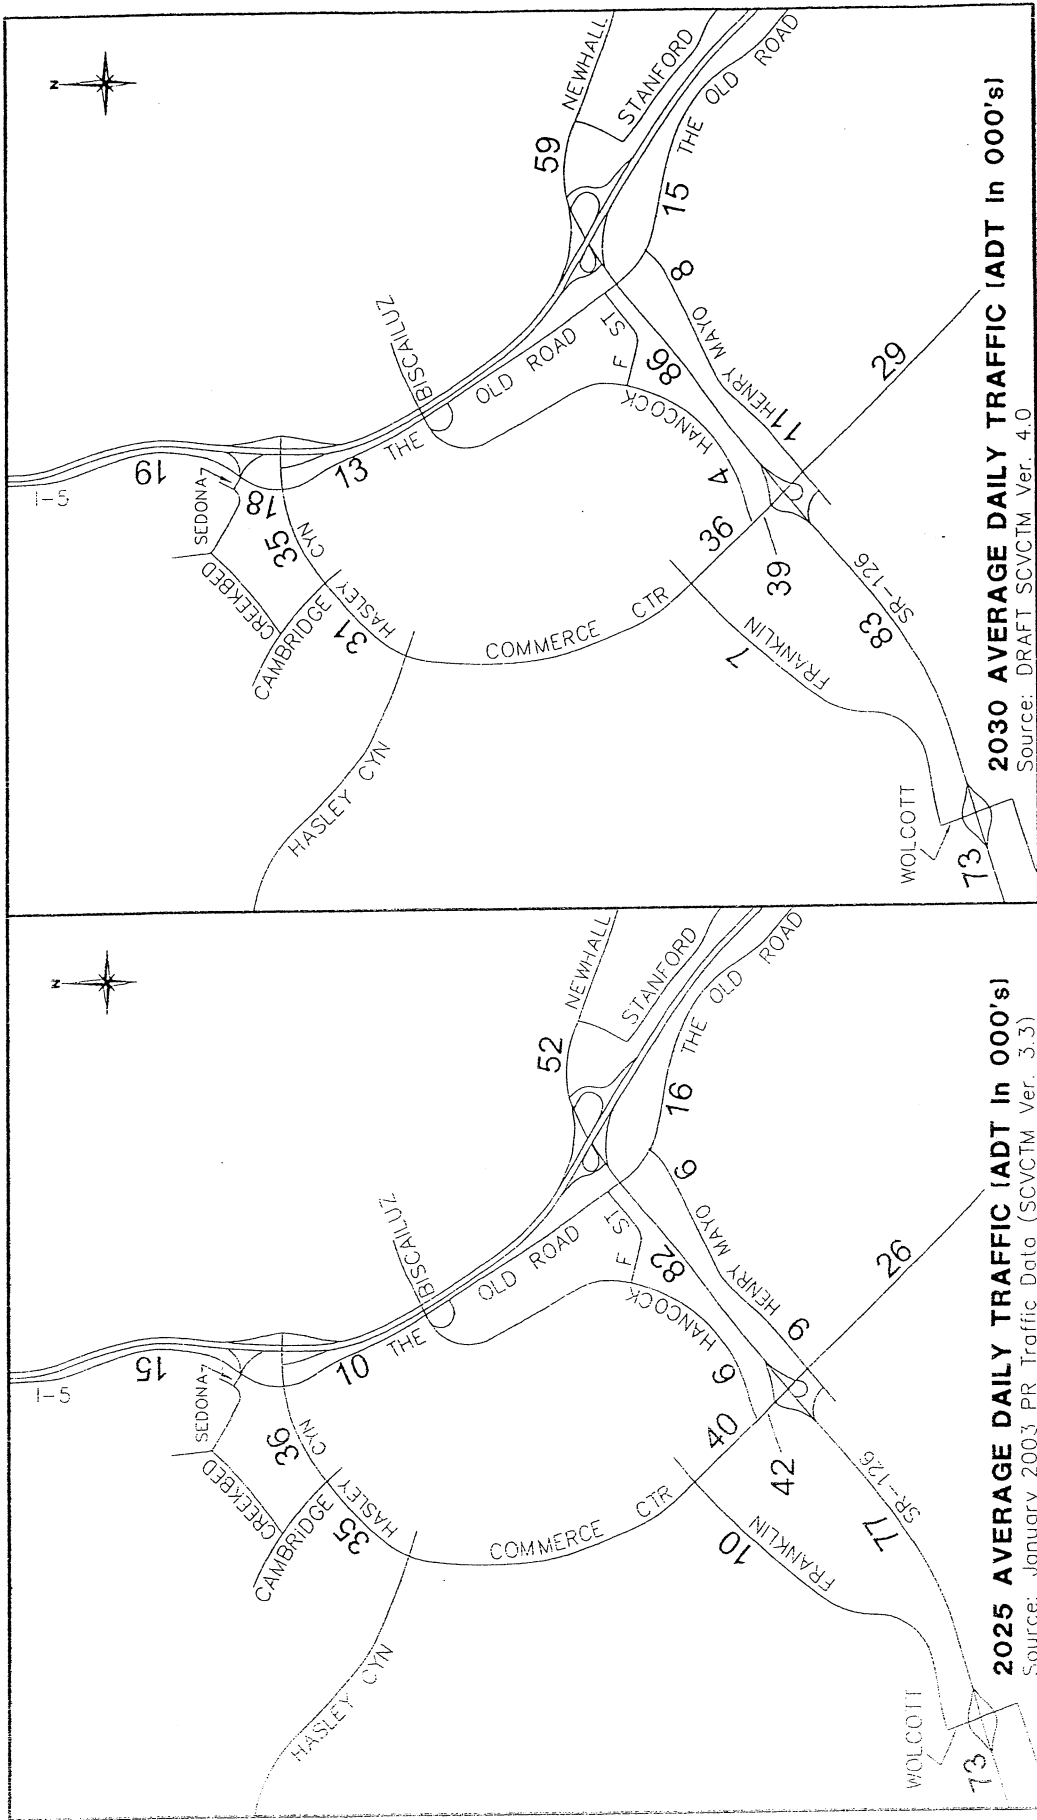 N
NEWHALL
STANFORD
THE OLD ROAD
59
15
8
BISCAILUZ
THE OLD ROAD
F ST
86
HENRY MAYO
11
29
HANCOCK
4
36
39
I-5
19
SEDONA
18
13
35
HASLEY CYN
CREEKBED
CAMBRIDGE
31
COMMERCE CTR
7
FRANKLIN
SR-126
83
HASLEY CYN
WOLCOTT
73
2030 AVERAGE DAILY TRAFFIC (ADT in 000's)
Source: DRAFT SCVCTM Ver. 4.0
N
NEWHALL
STANFORD
THE OLD ROAD
52
16
6
BISCAILUZ
THE OLD ROAD
F ST
82
HENRY MAYO
9
26
HANCOCK
6
40
42
I-5
15
SEDONA
10
36
HASLEY CYN
CREEKBED
CAMBRIDGE
35
COMMERCE CTR
10
FRANKLIN
SR-126
77
HASLEY CYN
WOLCOTT
73
2025 AVERAGE DAILY TRAFFIC (ADT in 000's)
Source: January 2003 PR Traffic Data (SCVCTM Ver. 3.3)